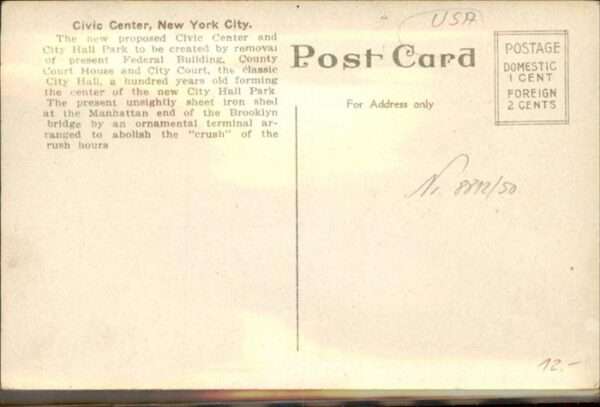 Civic Center, New York City.
The new proposed Civic Center and
City Hall Park to be created by removal
of present Federal Building, County
Court House and City Court, the classic
City Hall, a hundred years old forming
the center of the new City Hall Park
The present unsightly sheet iron shed
at the Manhattan end of the Brooklyn
bridge by an ornamental terminal ar-
ranged to abolish the "crush" of the
rush hours
USA
Post Card
For Address only
POSTAGE
DOMESTIC
1 CENT
FOREIGN
2 CENTS
Nr. 8812/50
12.-